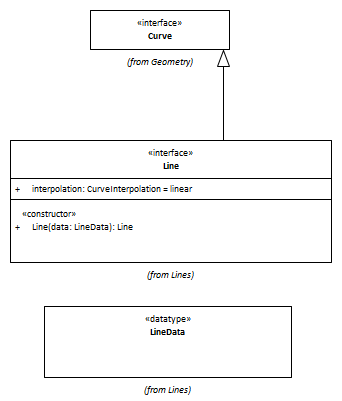 «interface»
Curve
(from Geometry)
«interface»
Line
+ interpolation: CurveInterpolation = linear
«constructor»
+ Line(data: LineData): Line
(from Lines)
«datatype»
LineData
(from Lines)